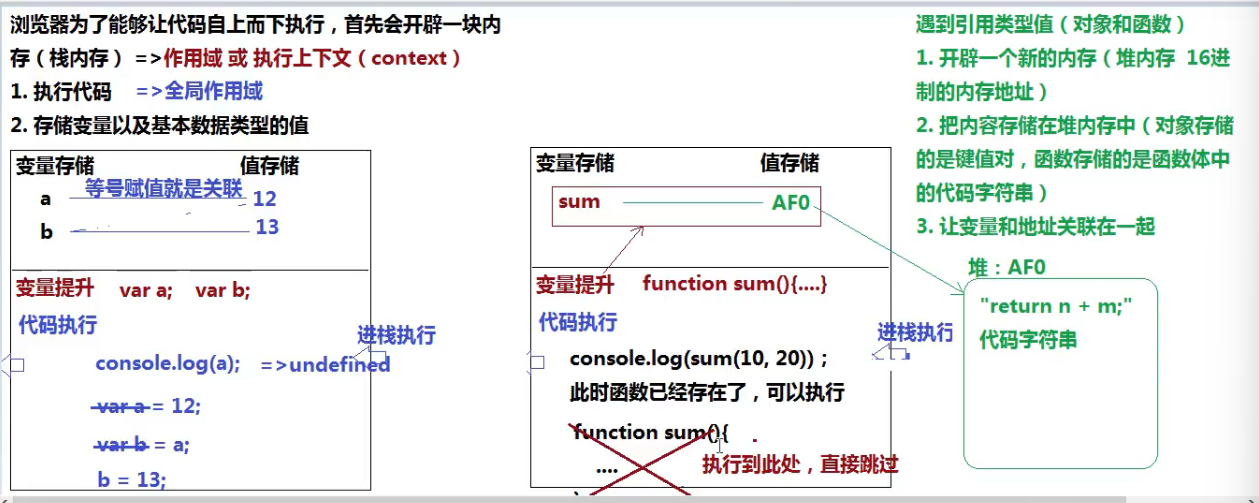 浏览器为了能够让代码自上而下执行，首先会开辟一块内
存（栈内存） =>作用域 或 执行上下文（context）
1. 执行代码 =>全局作用域
2. 存储变量以及基本数据类型的值
变量存储 值存储
a 等号赋值就是关联 12
b 13
变量提升 var a; var b;
代码执行
进栈执行
console.log(a); =>undefined
var a = 12;
var b = a;
b = 13;
变量存储 值存储
sum AF0
变量提升 function sum(){....}
代码执行
进栈执行
console.log(sum(10, 20))；
此时函数已经存在了，可以执行
function sum(){
....
执行到此处，直接跳过
}
遇到引用类型值（对象和函数）
1. 开辟一个新的内存（堆内存 16进
制的内存地址）
2. 把内容存储在堆内存中（对象存储
的是键值对，函数存储的是函数体中
的代码字符串）
3. 让变量和地址关联在一起
堆：AF0
"return n + m;"
代码字符串